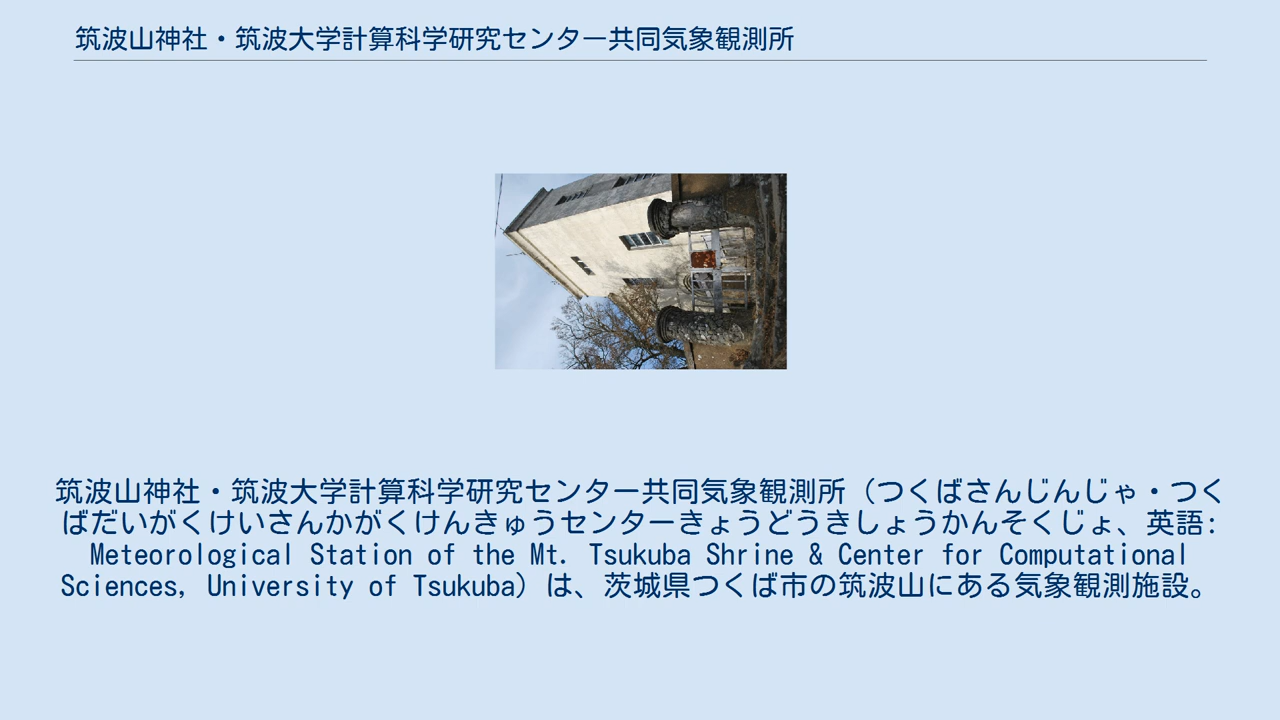 筑波山神社・筑波大学計算科学研究センター共同気象観測所
筑波山神社・筑波大学計算科学研究センター共同気象観測所（つくばさんじんじゃ・つく
ばだいがくけいさんかがくけんきゅうセンターきょうどうきしょうかんそくじょ、英語:
Meteorological Station of the Mt. Tsukuba Shrine & Center for Computational
Sciences, University of Tsukuba）は、茨城県つくば市の筑波山にある気象観測施設。